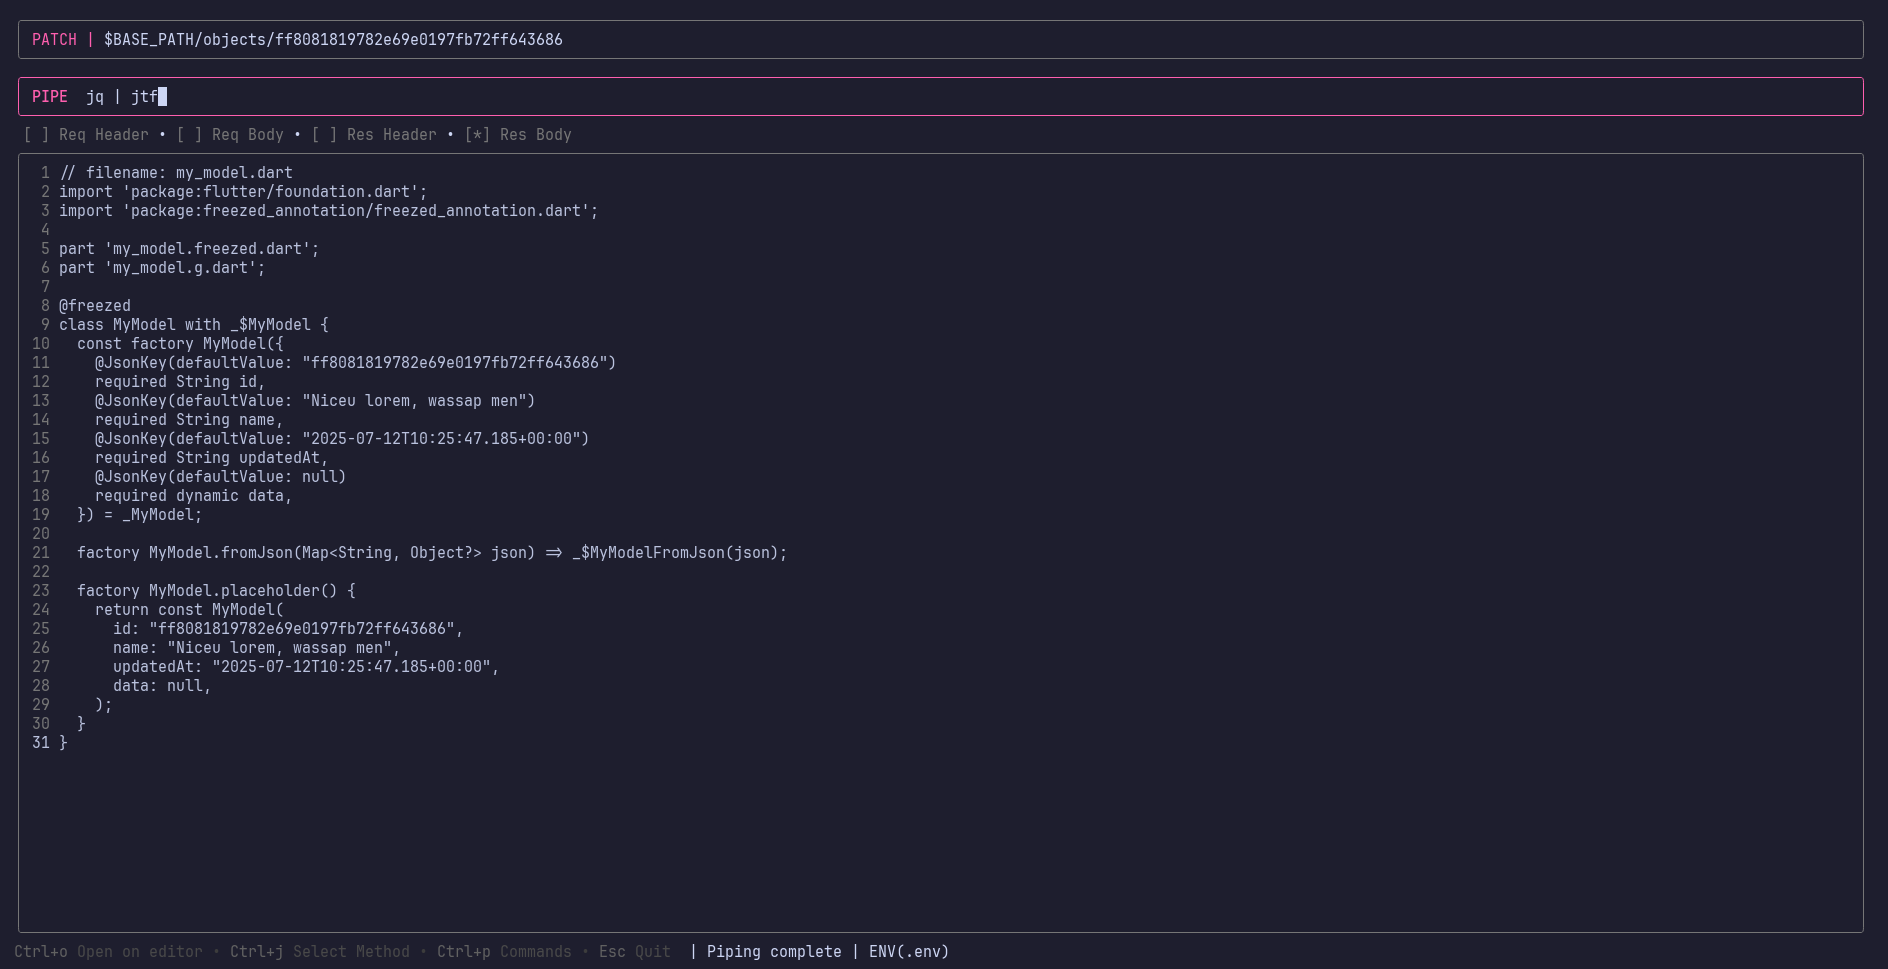 PATCH | $BASE_PATH/objects/ff8081819782e69e0197fb72ff643686
PIPE  jq | jtf
[ ] Req Header • [ ] Req Body • [ ] Res Header • [*] Res Body
1 // filename: my_model.dart
2 import 'package:flutter/foundation.dart';
3 import 'package:freezed_annotation/freezed_annotation.dart';
4
5 part 'my_model.freezed.dart';
6 part 'my_model.g.dart';
7
8 @freezed
9 class MyModel with _$MyModel {
10   const factory MyModel({
11     @JsonKey(defaultValue: "ff8081819782e69e0197fb72ff643686")
12     required String id,
13     @JsonKey(defaultValue: "Niceu lorem, wassap men")
14     required String name,
15     @JsonKey(defaultValue: "2025-07-12T10:25:47.185+00:00")
16     required String updatedAt,
17     @JsonKey(defaultValue: null)
18     required dynamic data,
19   }) = _MyModel;
20
21   factory MyModel.fromJson(Map<String, Object?> json) => _$MyModelFromJson(json);
22
23   factory MyModel.placeholder() {
24     return const MyModel(
25       id: "ff8081819782e69e0197fb72ff643686",
26       name: "Niceu lorem, wassap men",
27       updatedAt: "2025-07-12T10:25:47.185+00:00",
28       data: null,
29     );
30   }
31 }
Ctrl+o Open on editor • Ctrl+j Select Method • Ctrl+p Commands • Esc Quit  | Piping complete | ENV(.env)